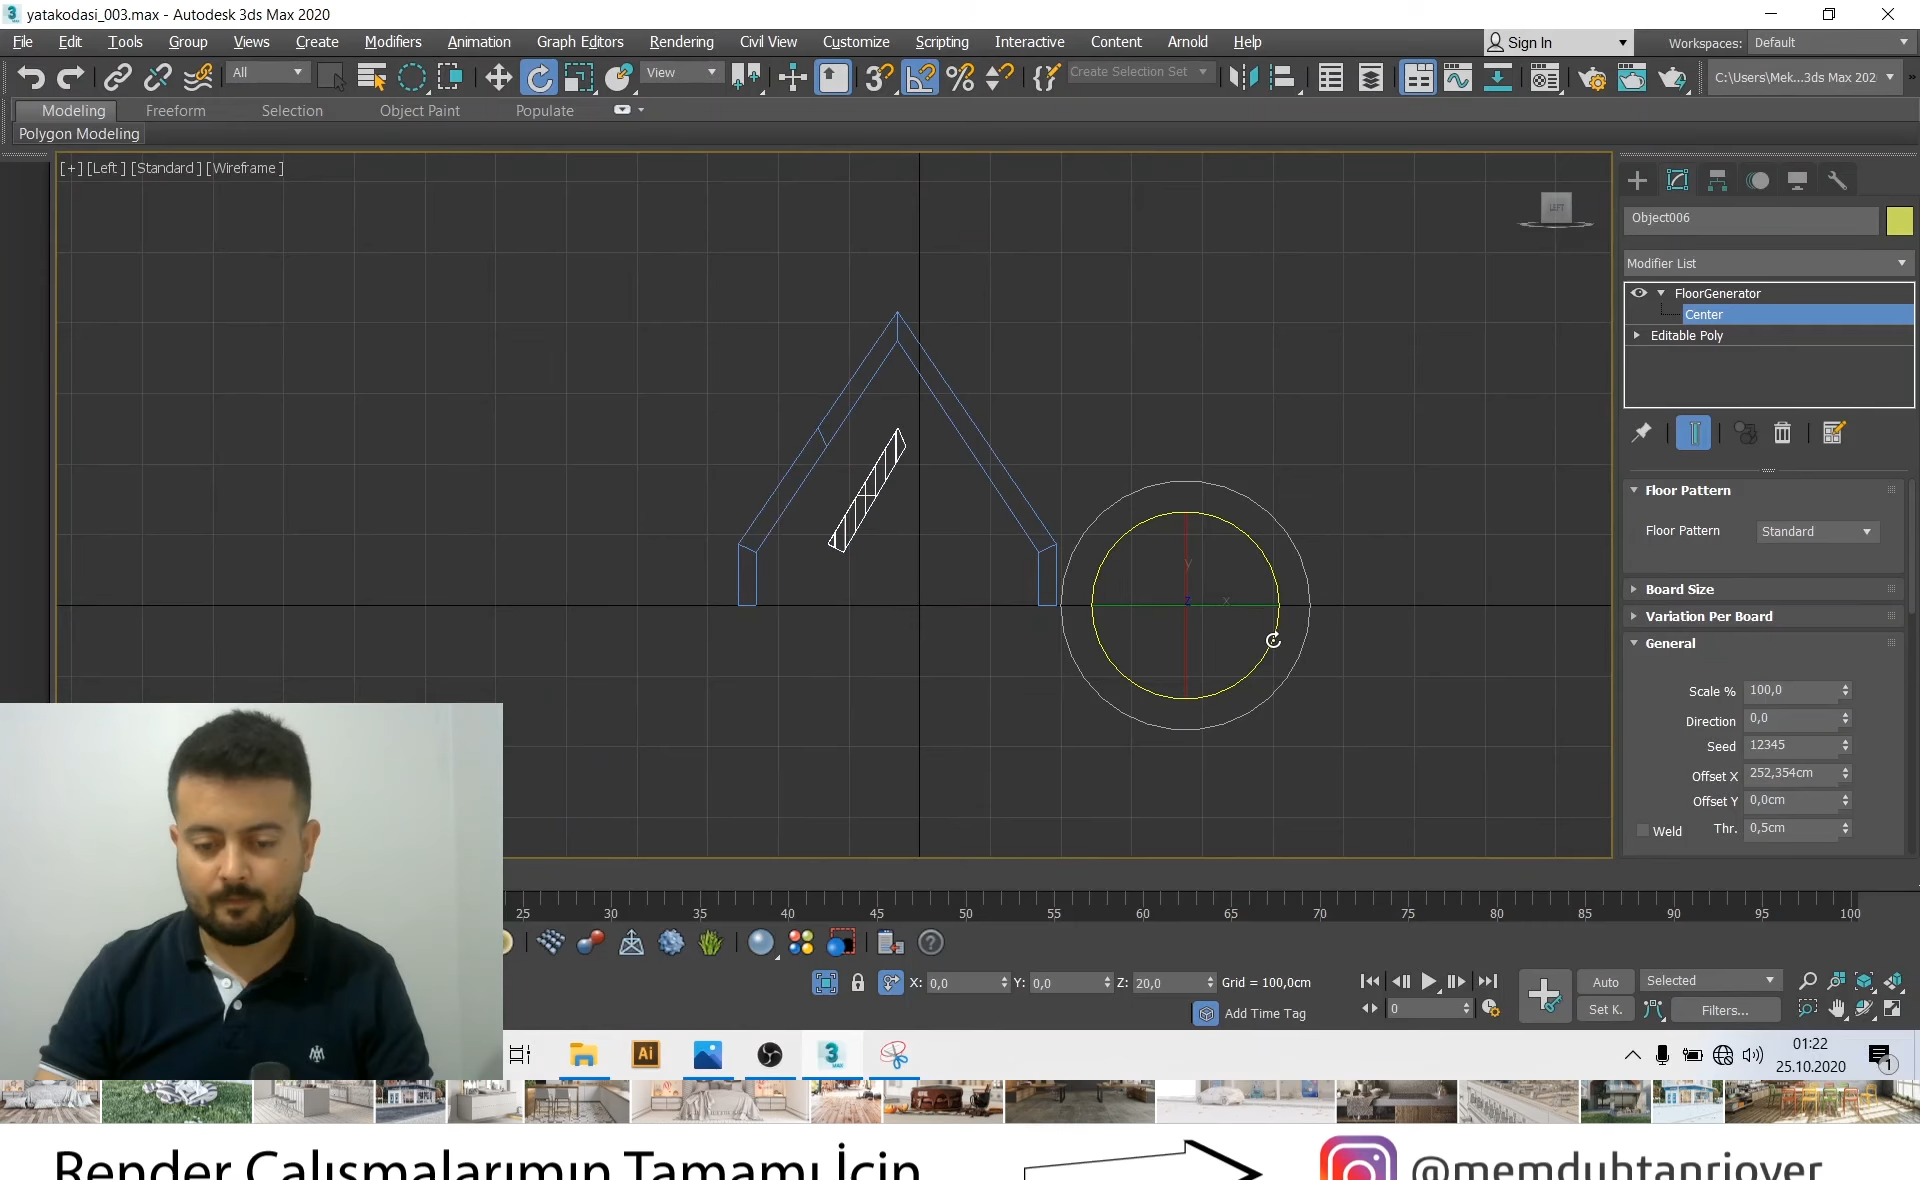 yatakodasi_003.max - Autodesk 3ds Max 2020
File Edit Tools Group Views Create Modifiers Animation Graph Editors Rendering Civil View Customize Scripting Interactive Content Arnold Help
Sign In
Workspaces: Default
All
View
Create Selection Set
C:\Users\Mek...3ds Max 202
Modeling Freeform Selection Object Paint Populate
Polygon Modeling
[+] [Left ] [Standard ] [Wireframe ]
LEFT
Object006
Modifier List
FloorGenerator
Center
Editable Poly
Floor Pattern
Floor Pattern Standard
Board Size
Variation Per Board
General
Scale % 100,0
Direction 0,0
Seed 12345
Offset X 252,354cm
Offset Y 0,0cm
Weld Thr. 0,5cm
y
z x
25 30 35 40 45 50 55 60 65 70 75 80 85 90 95 100
X: 0,0 Y: 0,0 Z: 20,0 Grid = 100,0cm
Add Time Tag
0
Auto Selected
Set K. Filters...
Ai
3
MAX
01:22
25.10.2020
1
Render Çalışmalarımın Tamamı İçin
@memduhtanriover